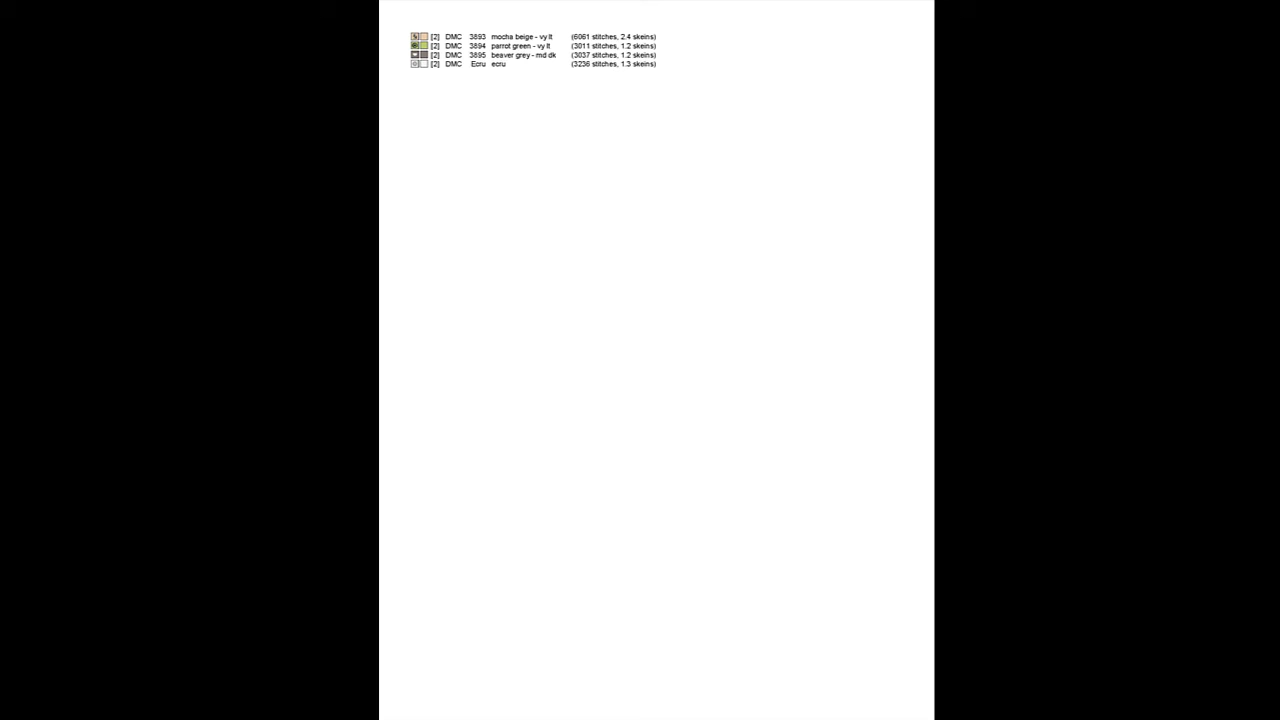 [2] DMC 3893 mocha beige - vy lt (6061 stitches, 2.4 skeins)
[2] DMC 3894 parrot green - vy lt (3011 stitches, 1.2 skeins)
[2] DMC 3895 beaver grey - md dk (3037 stitches, 1.2 skeins)
[2] DMC Ecru ecru (3236 stitches, 1.3 skeins)